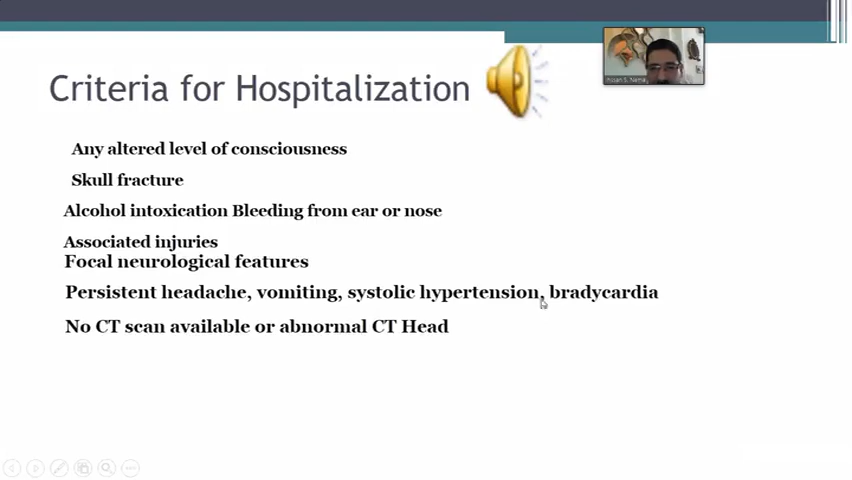 Criteria for Hospitalization
Any altered level of consciousness
Skull fracture
Alcohol intoxication Bleeding from ear or nose
Associated injuries
Focal neurological features
Persistent headache, vomiting, systolic hypertension, bradycardia
No CT scan available or abnormal CT Head